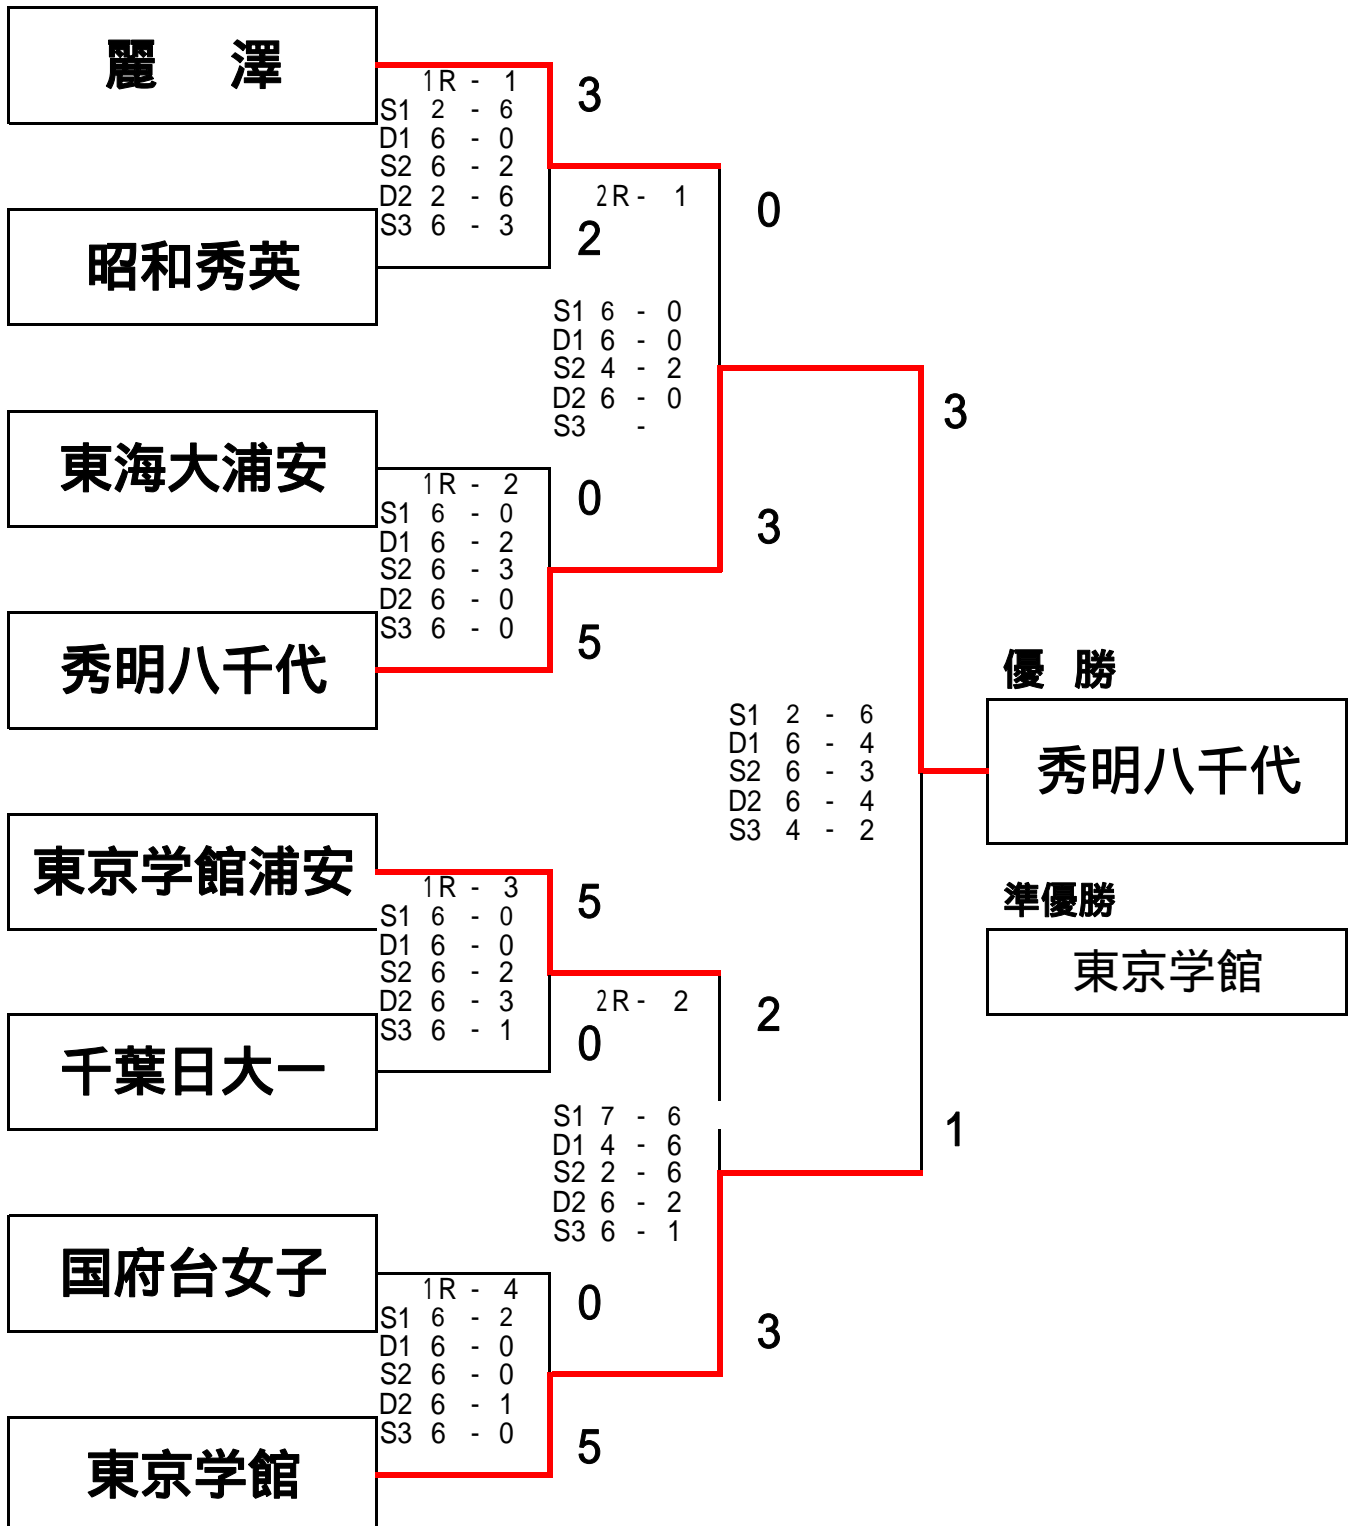 麗 澤
1R - 1
S1 2 - 6
D1 6 - 0
S2 6 - 2
D2 2 - 6
S3 6 - 3
3
昭和秀英
2
2R - 1
0
S1 6 - 0
D1 6 - 0
S2 4 - 2
D2 6 - 0
S3 -
3
東海大浦安
1R - 2
S1 6 - 0
D1 6 - 2
S2 6 - 3
D2 6 - 0
S3 6 - 0
0
3
秀明八千代
5
S1 2 - 6
D1 6 - 4
S2 6 - 3
D2 6 - 4
S3 4 - 2
優 勝
秀明八千代
準優勝
東京学館
東京学館浦安
1R - 3
S1 6 - 0
D1 6 - 0
S2 6 - 2
D2 6 - 3
S3 6 - 1
5
千葉日大一
0
2R - 2
2
S1 7 - 6
D1 4 - 6
S2 2 - 6
D2 6 - 2
S3 6 - 1
1
国府台女子
1R - 4
S1 6 - 2
D1 6 - 0
S2 6 - 0
D2 6 - 1
S3 6 - 0
0
3
東京学館
5